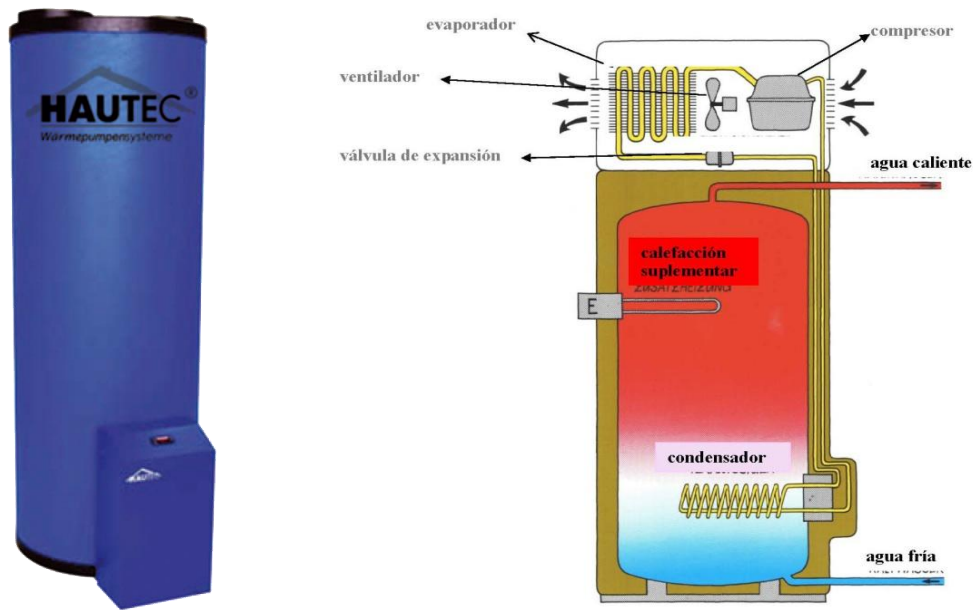 HAUTEC®
Wärmepumpensysteme
evaporador
compresor
ventilador
válvula de expansión
agua caliente
calefacción
suplementar
ZUSATZHEIZUNG
E
condensador
agua fría